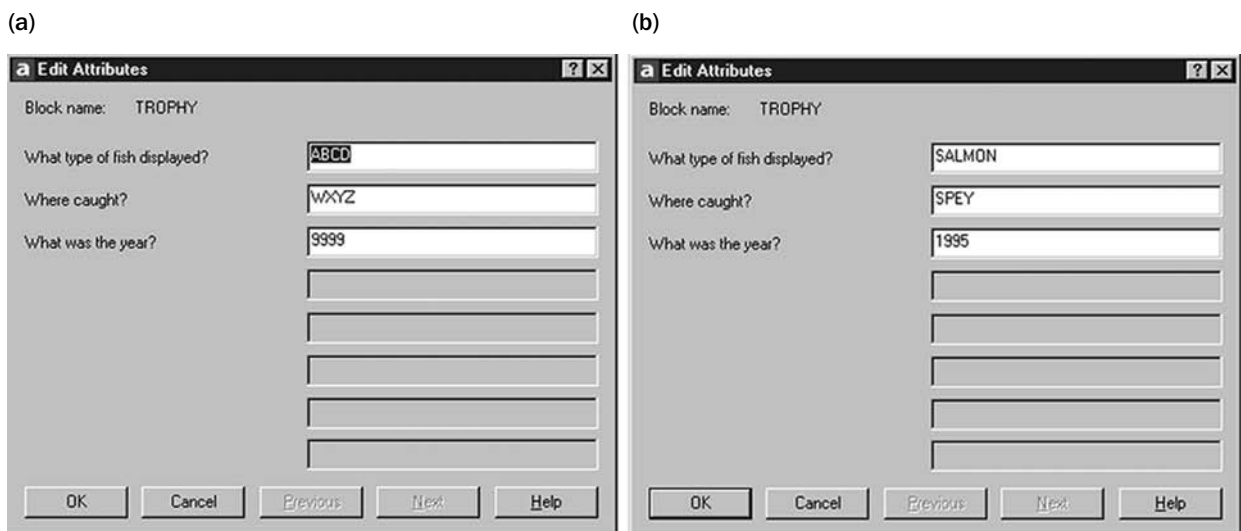 (a)
a Edit Attributes
Block name: TROPHY
What type of fish displayed? ABCD
Where caught? WXYZ
What was the year? 9999
OK Cancel Previous Next Help
(b)
a Edit Attributes
Block name: TROPHY
What type of fish displayed? SALMON
Where caught? SPEY
What was the year? 1995
OK Cancel Previous Next Help